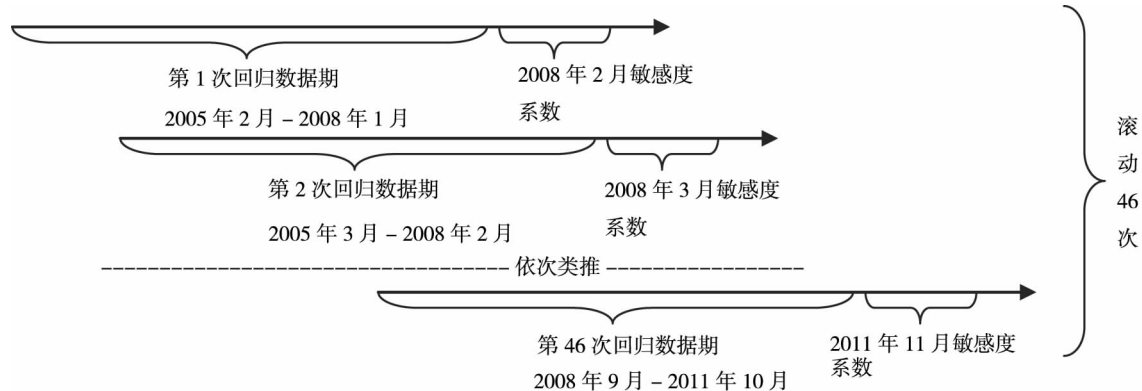 第 1 次回归数据期
2005 年 2 月 – 2008 年 1 月
2008 年 2 月敏感度
系数
第 2 次回归数据期
2005 年 3 月 – 2008 年 2 月
2008 年 3 月敏感度
系数
依次类推
第 46 次回归数据期
2008 年 9 月 – 2011 年 10 月
2011 年 11 月敏感度
系数
滚
动
46
次